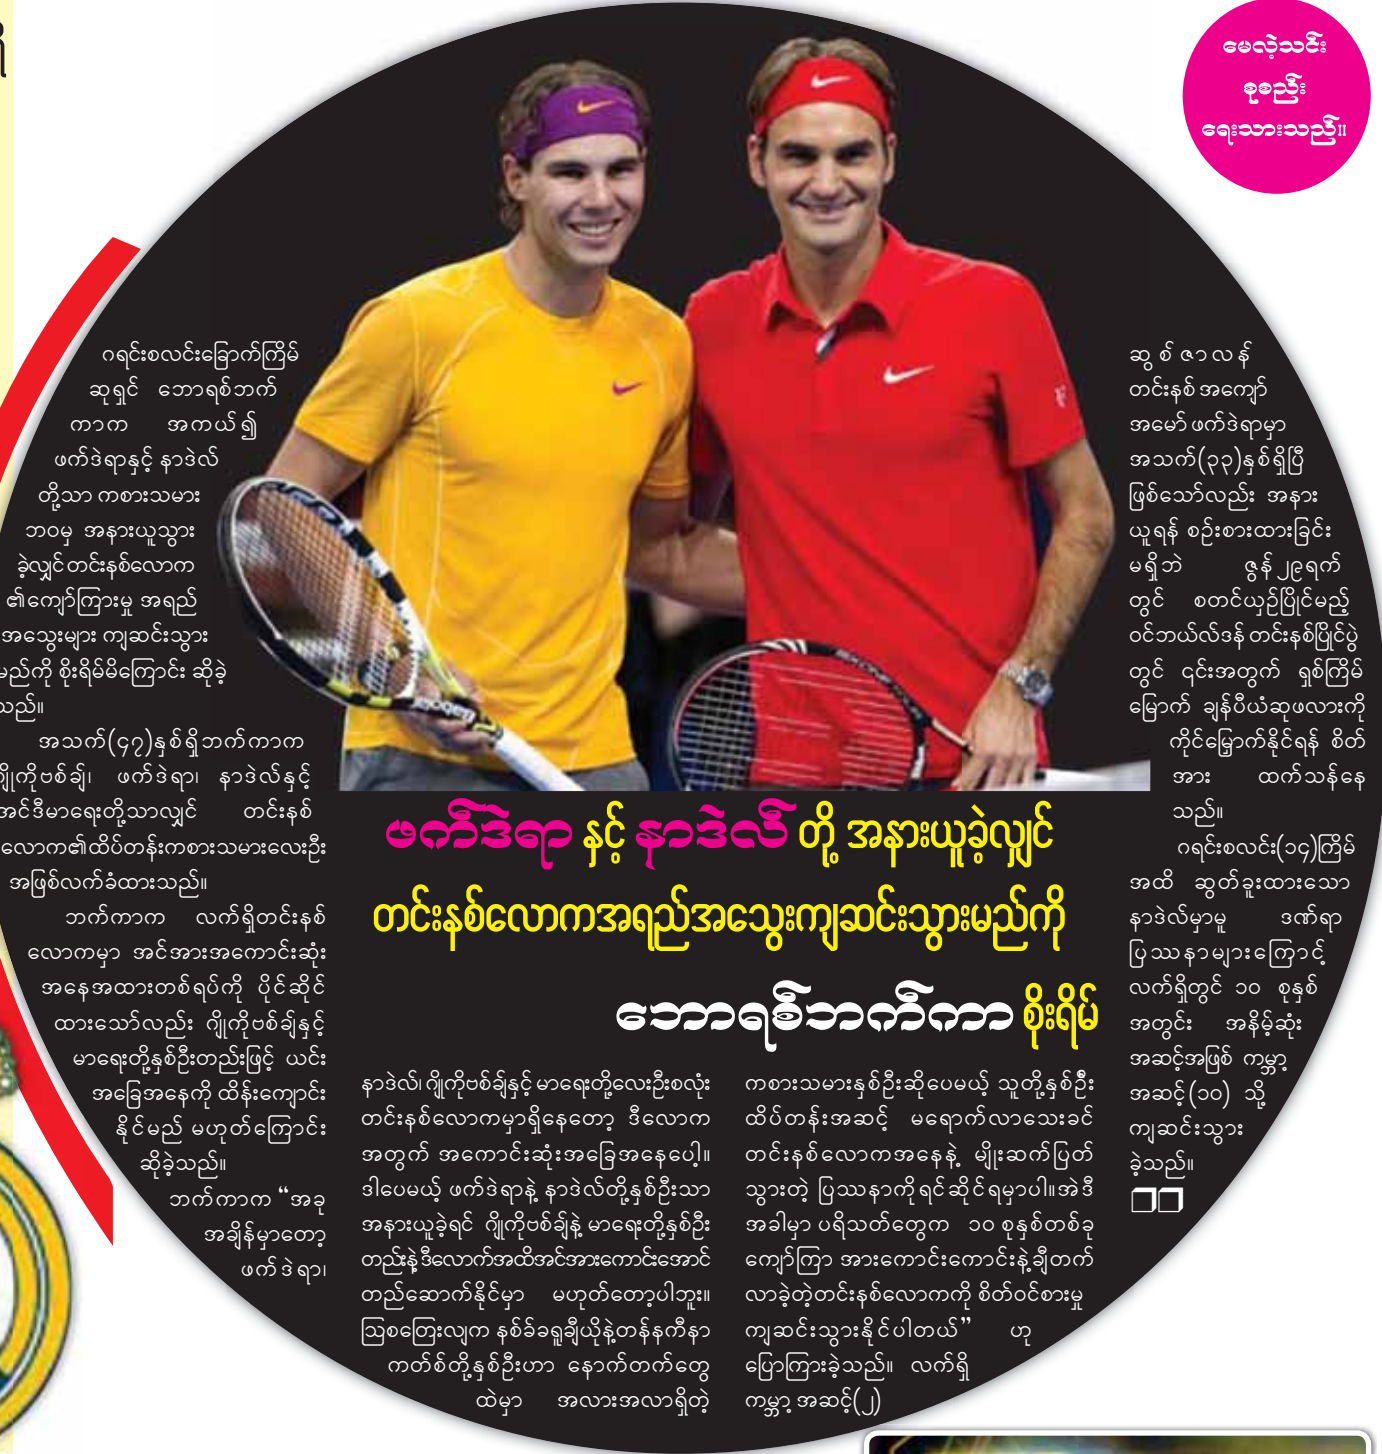 မေလဲ့သင်း
စုစည်း
ရေးသားသည်။
ဖက်ဒဲရာ နှင့် နာဒဲလ် တို့ အနားယူခဲ့လျှင်
တင်းနစ်လောကအရည်အသွေးကျဆင်းသွားမည်ကို
ဘောရစ်ဘက်ကာ စိုးရိမ်
ဂရင်းစလင်းခြောက်ကြိမ်
ဆုရှင် ဘောရစ်ဘက်
ကာက အကယ်၍
ဖက်ဒဲရာနှင့် နာဒဲလ်
တို့သာ ကစားသမား
ဘဝမှ အနားယူသွား
ခဲ့လျှင် တင်းနစ်လောက
၏ကျော်ကြားမှု အရည်
အသွေးများ ကျဆင်းသွား
မည်ကို စိုးရိမ်မိကြောင်း ဆိုခဲ့
သည်။
အသက်(၄၇)နှစ်ရှိဘက်ကာက
ဂျိုကိုဗစ်ချ်၊ ဖက်ဒဲရာ၊ နာဒဲလ်နှင့်
အင်ဒီမာရေးတို့သာလျှင် တင်းနစ်
လောက၏ထိပ်တန်းကစားသမားလေးဦး
အဖြစ်လက်ခံထားသည်။
ဘက်ကာက လက်ရှိတင်းနစ်
လောကမှာ အင်အားအကောင်းဆုံး
အနေအထားတစ်ရပ်ကို ပိုင်ဆိုင်
ထားသော်လည်း ဂျိုကိုဗစ်ချ်နှင့်
မာရေးတို့နှစ်ဦးတည်းဖြင့် ယင်း
အခြေအနေကို ထိန်းကျောင်း
နိုင်မည် မဟုတ်ကြောင်း
ဆိုခဲ့သည်။
ဘက်ကာက “အခု
အချိန်မှာတော့
ဖက်ဒဲရာ၊
နာဒဲလ်၊ ဂျိုကိုဗစ်ချ်နှင့် မာရေးတို့လေးဦးစလုံး
တင်းနစ်လောကမှာရှိနေတော့ ဒီလောက
အတွက် အကောင်းဆုံးအခြေအနေပေါ့။
ဒါပေမယ့် ဖက်ဒဲရာနဲ့ နာဒဲလ်တို့နှစ်ဦးသာ
အနားယူခဲ့ရင် ဂျိုကိုဗစ်ချ်နဲ့ မာရေးတို့နှစ်ဦး
တည်းနဲ့ဒီလောက်အထိအင်အားကောင်းအောင်
တည်ဆောက်နိုင်မှာ မဟုတ်တော့ပါဘူး။
ဩစတြေးလျက နစ်ခ်ခရူချီယိုနဲ့တန်နကီနာ
ကတ်စ်တို့နှစ်ဦးဟာ နောက်တက်တွေ
ထဲမှာ အလားအလာရှိတဲ့
ကစားသမားနှစ်ဦးဆိုပေမယ့် သူတို့နှစ်ဦး
ထိပ်တန်းအဆင့် မရောက်လာသေးခင်
တင်းနစ်လောကအနေနဲ့ မျိုးဆက်ပြတ်
သွားတဲ့ ပြဿနာကို ရင်ဆိုင်ရမှာပါ။အဲဒီ
အခါမှာ ပရိသတ်တွေက ၁၀ စုနှစ်တစ်ခု
ကျော်ကြာ အားကောင်းကောင်းနဲ့ချီတက်
လာခဲ့တဲ့တင်းနစ်လောကကို စိတ်ဝင်စားမှု
ကျဆင်းသွားနိုင်ပါတယ်” ဟု
ပြောကြားခဲ့သည်။ လက်ရှိ
ကမ္ဘာ့ အဆင့်(၂)
ဆွစ်ဇာလန်
တင်းနစ် အကျော်
အမော် ဖက်ဒဲရာမှာ
အသက်(၃၃)နှစ်ရှိပြီ
ဖြစ်သော်လည်း အနား
ယူရန် စဉ်းစားထားခြင်း
မရှိဘဲ ဇွန် ၂၉ရက်
တွင် စတင်ယှဉ်ပြိုင်မည့်
ဝင်ဘယ်လ်ဒန် တင်းနစ်ပြိုင်ပွဲ
တွင် ၎င်းအတွက် ရှစ်ကြိမ်
မြောက် ချန်ပီယံဆုဖလားကို
ကိုင်မြှောက်နိုင်ရန် စိတ်
အား ထက်သန်နေ
သည်။
ဂရင်းစလင်း(၁၄)ကြိမ်
အထိ ဆွတ်ခူးထားသော
နာဒဲလ်မှာမူ ဒဏ်ရာ
ပြဿနာများကြောင့်
လက်ရှိတွင် ၁၀ စုနှစ်
အတွင်း အနိမ့်ဆုံး
အဆင့်အဖြစ် ကမ္ဘာ့
အဆင့်(၁၀) သို့
ကျဆင်းသွား
ခဲ့သည်။